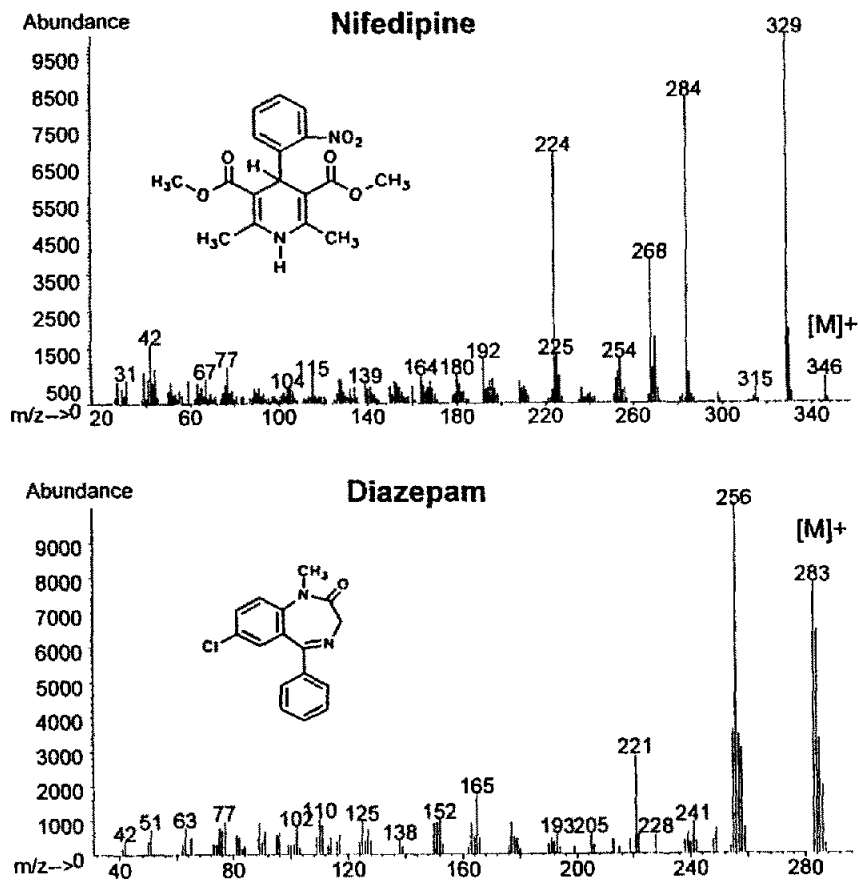 Abundance
Nifedipine
329
9500
8500
284
7500
224
6500
NO₂
O
O
H
H₃C
O
O
CH₃
5500
H₃C
N
CH₃
H
4500
268
3500
2500
[M]+
42
1500
31
67
77
104
115
139
164
180
192
225
254
315
346
500
m/z-->0
20
60
100
140
180
220
260
300
340
Abundance
Diazepam
256
[M]+
9000
283
8000
CH₃
N
O
7000
Cl
N
6000
5000
4000
3000
221
2000
165
1000
42
51
63
77
102
110
125
138
152
193
205
228
241
m/z-->0
40
80
120
160
200
240
280